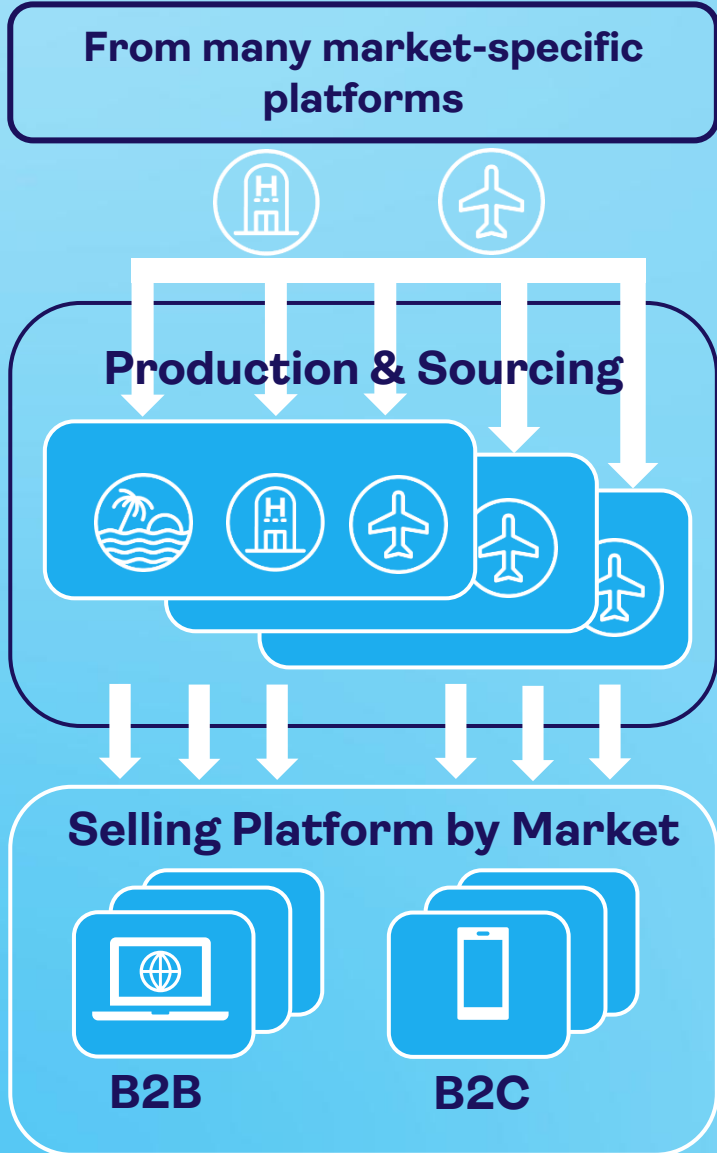 From many market-specific
platforms
H
Production & Sourcing
H
Selling Platform by Market
B2B
B2C